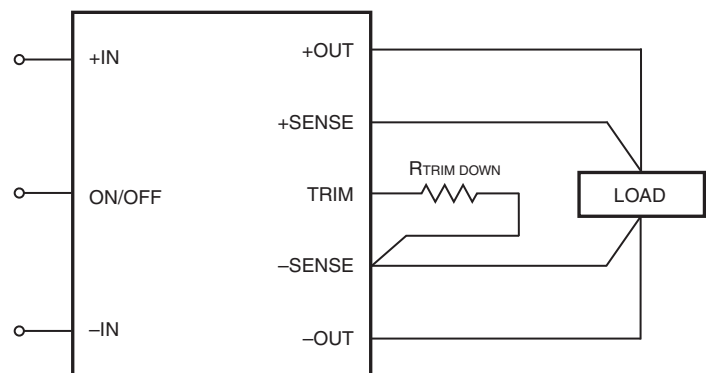 +IN
ON/OFF
–IN
+OUT
+SENSE
TRIM
–SENSE
–OUT
RTRIM DOWN
LOAD